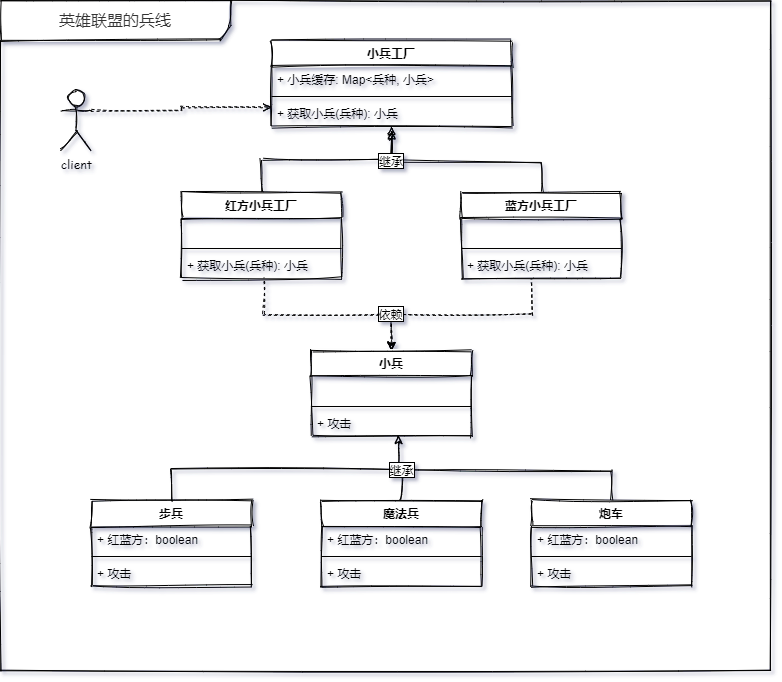 英雄联盟的兵线
小兵工厂
+ 小兵缓存: Map<兵种, 小兵>
+ 获取小兵(兵种): 小兵
client
继承
红方小兵工厂
蓝方小兵工厂
+ 获取小兵(兵种): 小兵
+ 获取小兵(兵种): 小兵
依赖
小兵
+ 攻击
继承
步兵
魔法兵
炮车
+ 红蓝方：boolean
+ 红蓝方：boolean
+ 红蓝方：boolean
+ 攻击
+ 攻击
+ 攻击